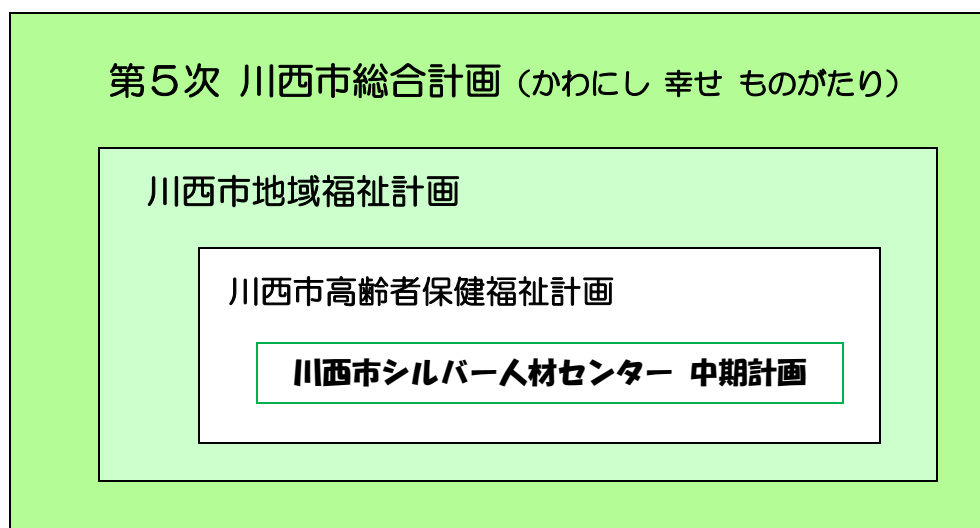 第５次 川西市総合計画（かわにし 幸せ ものがたり）
川西市地域福祉計画
川西市高齢者保健福祉計画
川西市シルバー人材センター 中期計画